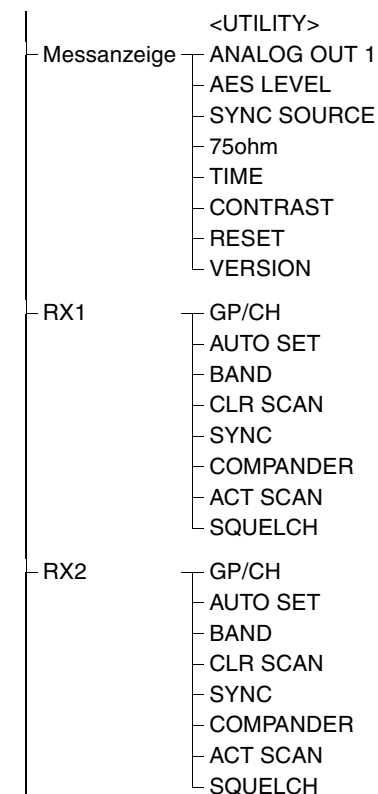 <UTILITY>
Messanzeige ANALOG OUT 1
AES LEVEL
SYNC SOURCE
75ohm
TIME
CONTRAST
RESET
VERSION
RX1 GP/CH
AUTO SET
BAND
CLR SCAN
SYNC
COMPANDER
ACT SCAN
SQUELCH
RX2 GP/CH
AUTO SET
BAND
CLR SCAN
SYNC
COMPANDER
ACT SCAN
SQUELCH